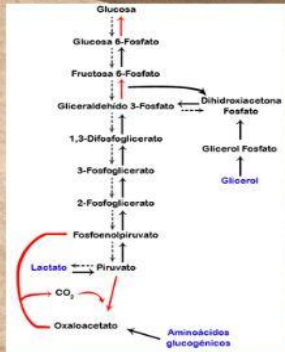 Glucosa
Glucosa 6-Fosfato
Fructosa 6-Fosfato
Gliceraldehido 3-Fosfato
Dihidroxiacetona
Fosfato
1,3-Difosfoglicerato
Glicerol Fosfato
3-Fosfoglicerato
Glicerol
2-Fosfoglicerato
Fosfoenolpiruvato
Lactato
Piruvato
CO2
Oxaloacetato
Aminoácidos
glucogénicos